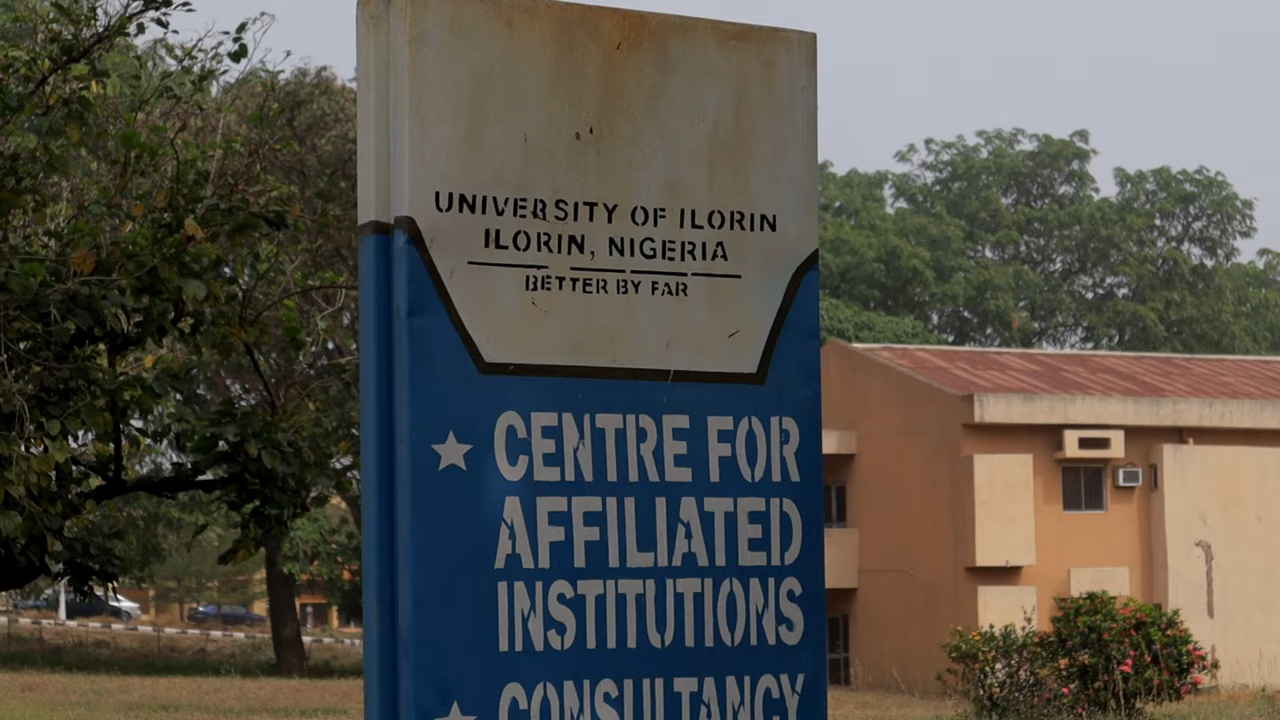 UNIVERSITY OF ILORIN
ILORIN, NIGERIA
BETTER BY FAR
CENTRE FOR
AFFILIATED
INSTITUTIONS
CONSULTANCY